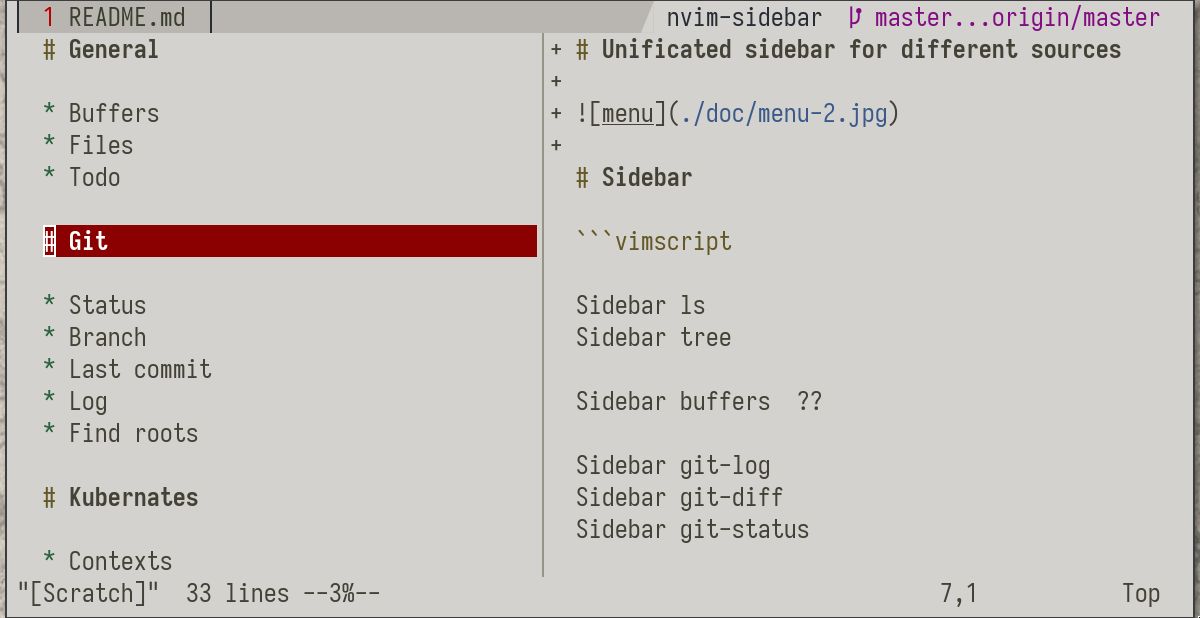 1 README.md
nvim-sidebar master...origin/master
# General
* Buffers
* Files
* Todo
# Git
* Status
* Branch
* Last commit
* Log
* Find roots
# Kubernates
* Contexts
+ # Unificated sidebar for different sources
+
+ ![menu](./doc/menu-2.jpg)
+
# Sidebar
```vimscript
Sidebar ls
Sidebar tree
Sidebar buffers  ??
Sidebar git-log
Sidebar git-diff
Sidebar git-status
"[Scratch]"  33 lines --3%-- 7,1 Top